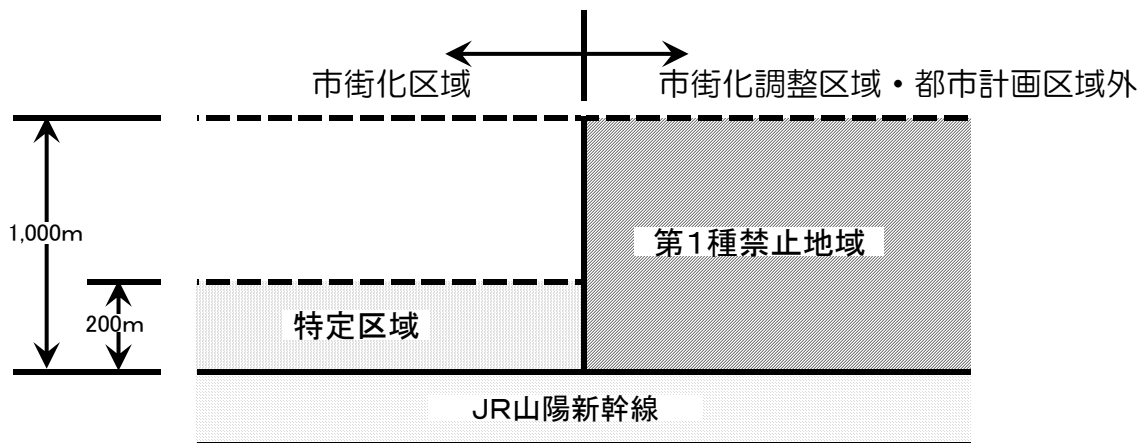 市街化区域
市街化調整区域・都市計画区域外
1,000m
第1種禁止地域
200m
特定区域
JR山陽新幹線